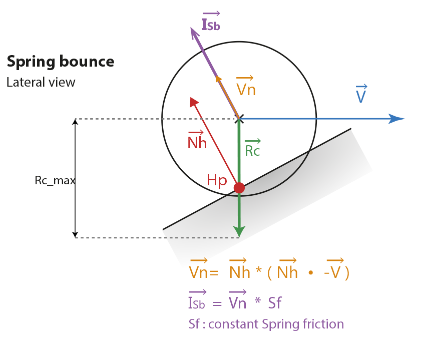 ISb
Spring bounce
Lateral view
Vn
V
Nh
Rc
Rc_max
Hp
Vn= Nh * ( Nh • -V )
ISb = Vn * Sf
Sf : constant Spring friction